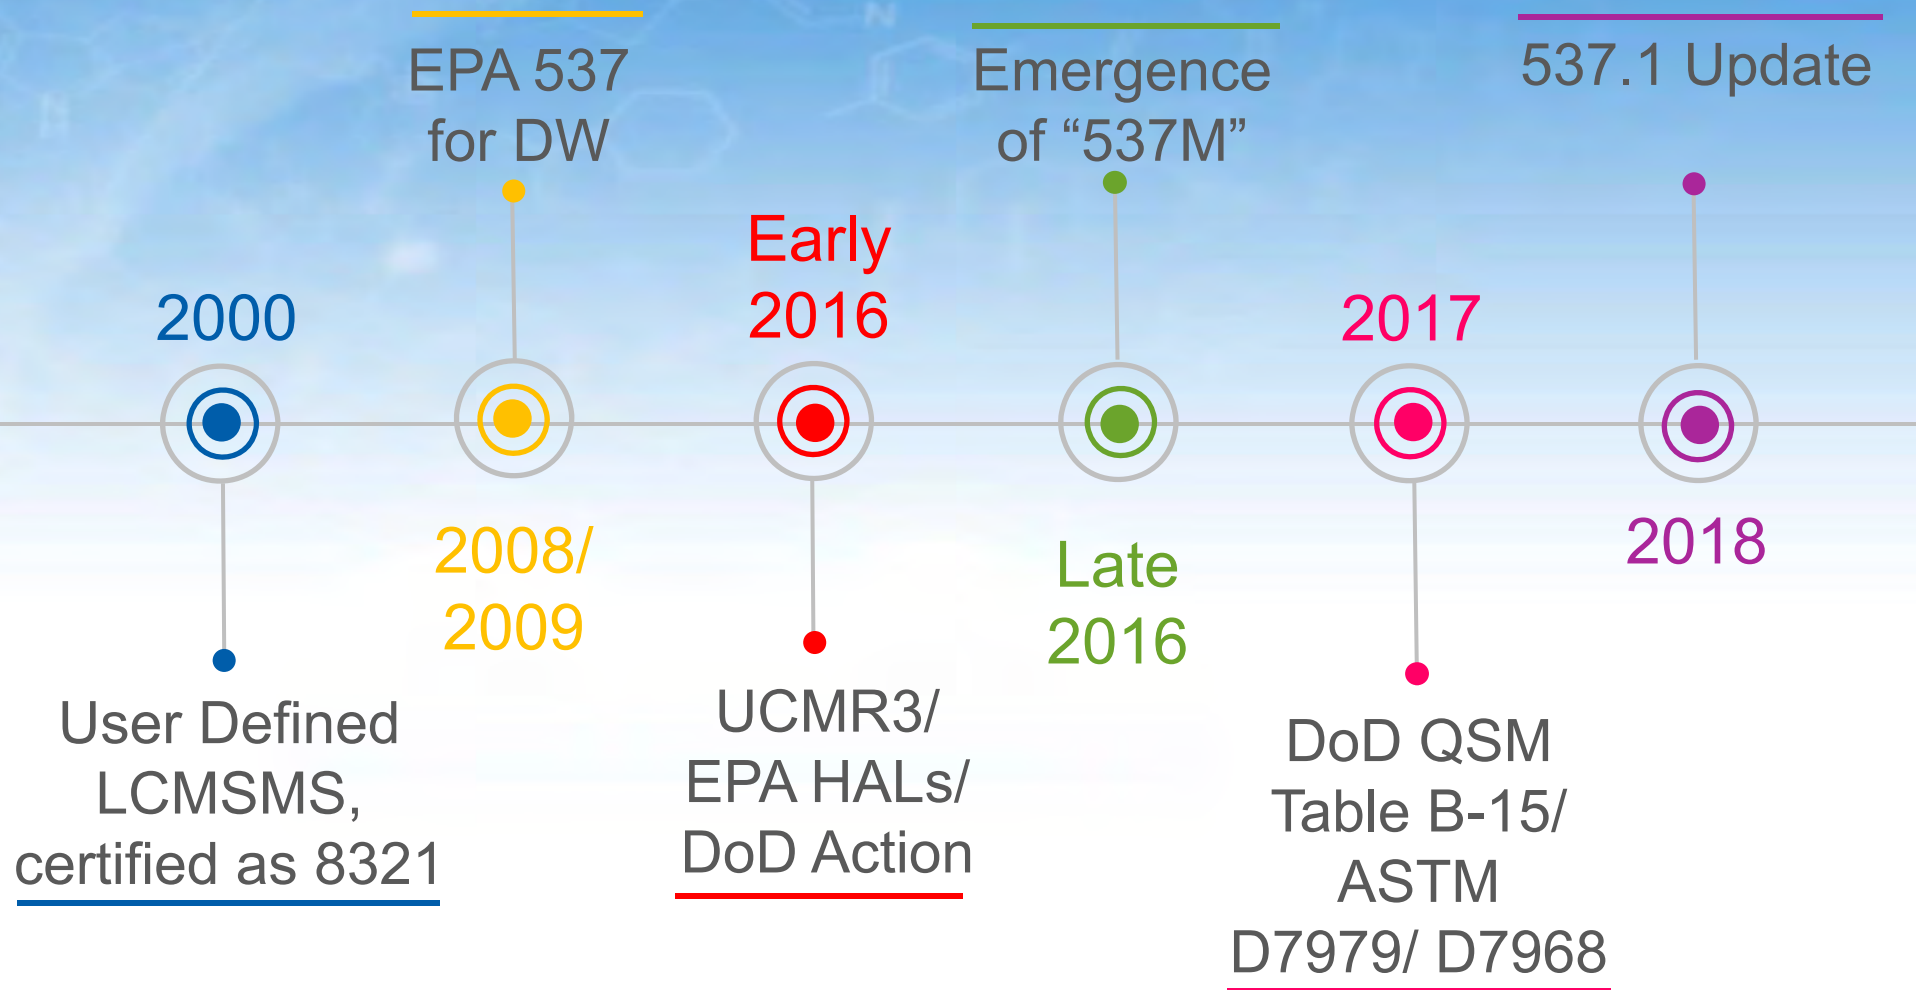 2000
User Defined
LCMSMS,
certified as 8321
EPA 537
for DW
2008/
2009
Early
2016
UCMR3/
EPA HALs/
DoD Action
Emergence
of “537M”
Late
2016
2017
DoD QSM
Table B-15/
ASTM
D7979/ D7968
537.1 Update
2018
N
H
N